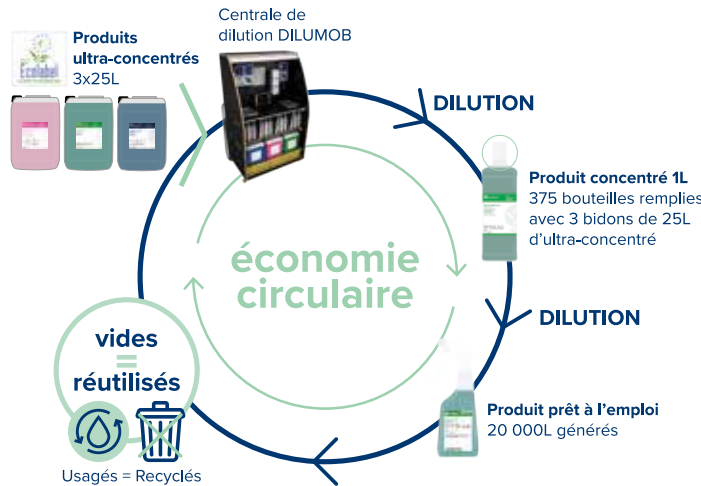 Centrale de
dilution DILUMOB
Ecolabel
Produits
ultra-concentrés
3x25L
DILUTION
Produit concentré 1L
375 bouteilles remplies
avec 3 bidons de 25L
d'ultra-concentré
économie
circulaire
DILUTION
vides
=
réutilisés
Produit prêt à l'emploi
20 000L générés
Usagés = Recyclés